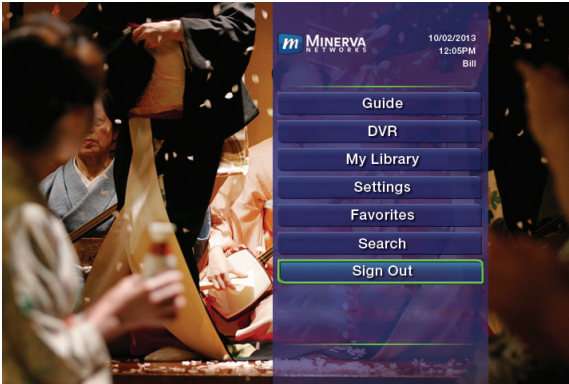 m MINERVA
NETWORKS
10/02/2013
12:05PM
Bill
Guide
DVR
My Library
Settings
Favorites
Search
Sign Out